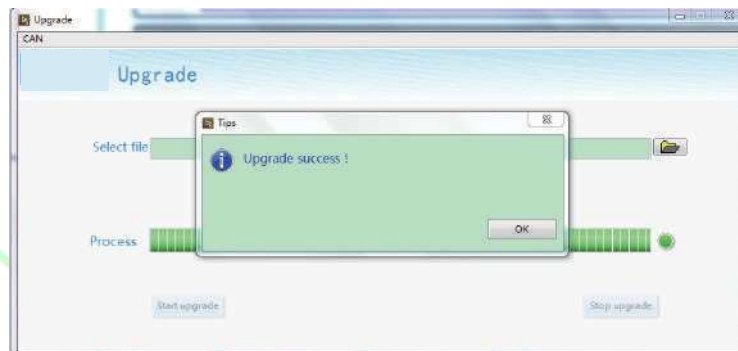 Upgrade
CAN
Upgrade
Tips
Select file
Upgrade success !
OK
Process
Start upgrade
Stop upgrade